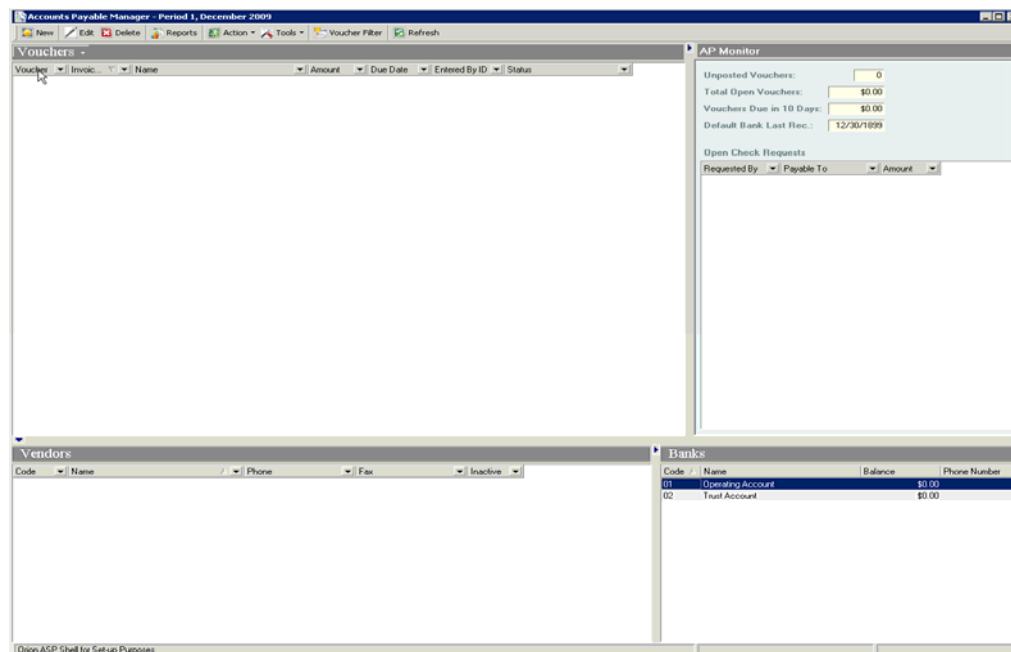 Accounts Payable Manager - Period 1, December 2009
New Edit Delete Reports Action Tools Voucher Filter Refresh
Vouchers
Voucher Invoic... Name Amount Due Date Entered By ID Status
AP Monitor
Unposted Vouchers: 0
Total Open Vouchers: $0.00
Vouchers Due in 10 Days: $0.00
Default Bank Last Rec.: 12/30/1899
Open Check Requests
Requested By Payable To Amount
Vendors
Code Name Phone Fax Inactive
Banks
Code Name Balance Phone Number
01 Operating Account $0.00
02 Trust Account $0.00
Orion ASP Shell for Set-up Purposes